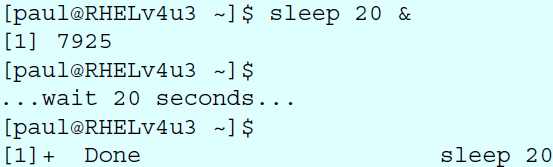 [paul@RHELv4u3 ~]$ sleep 20 &
[1] 7925
[paul@RHELv4u3 ~]$
...wait 20 seconds...
[paul@RHELv4u3 ~]$
[1]+  Done                    sleep 20